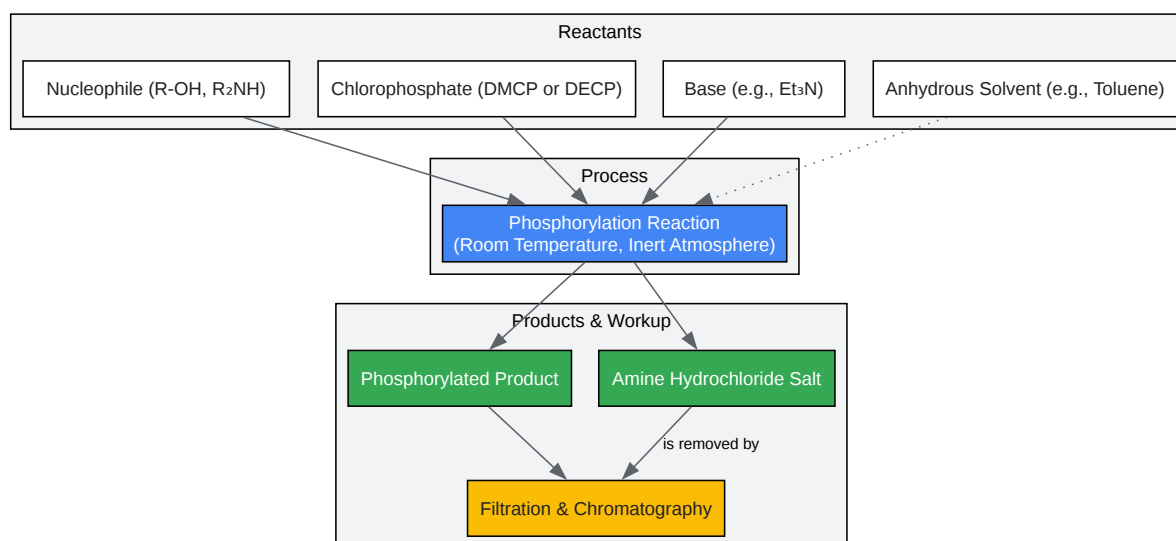 Reactants
Nucleophile (R-OH, R₂NH)
Chlorophosphate (DMCP or DECP)
Base (e.g., Et₃N)
Anhydrous Solvent (e.g., Toluene)
Process
Phosphorylation Reaction
(Room Temperature, Inert Atmosphere)
Products & Workup
Phosphorylated Product
Amine Hydrochloride Salt
is removed by
Filtration & Chromatography